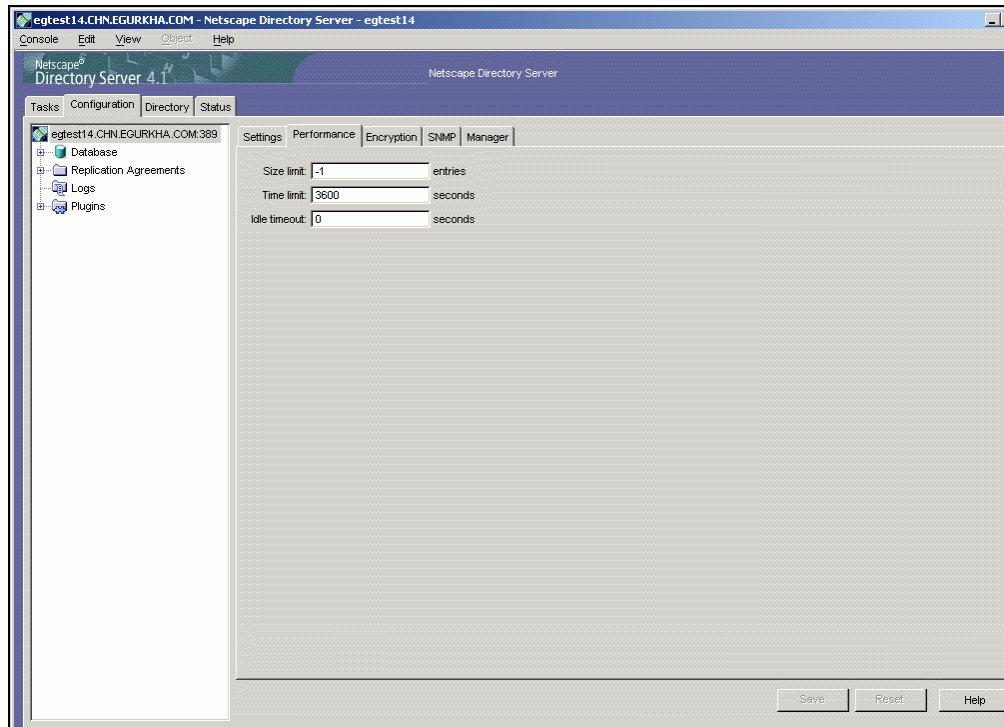 egtest14.CHN.EGURKHA.COM - Netscape Directory Server - egtest14
Console Edit View Object Help
Netscape®
Directory Server 4.1
Netscape Directory Server
Tasks Configuration Directory Status
egtest14.CHN.EGURKHA.COM:389
Database
Replication Agreements
Logs
Plugins
Settings Performance Encryption SNMP Manager
Size limit: -1 entries
Time limit: 3600 seconds
Idle timeout: 0 seconds
Save Reset Help